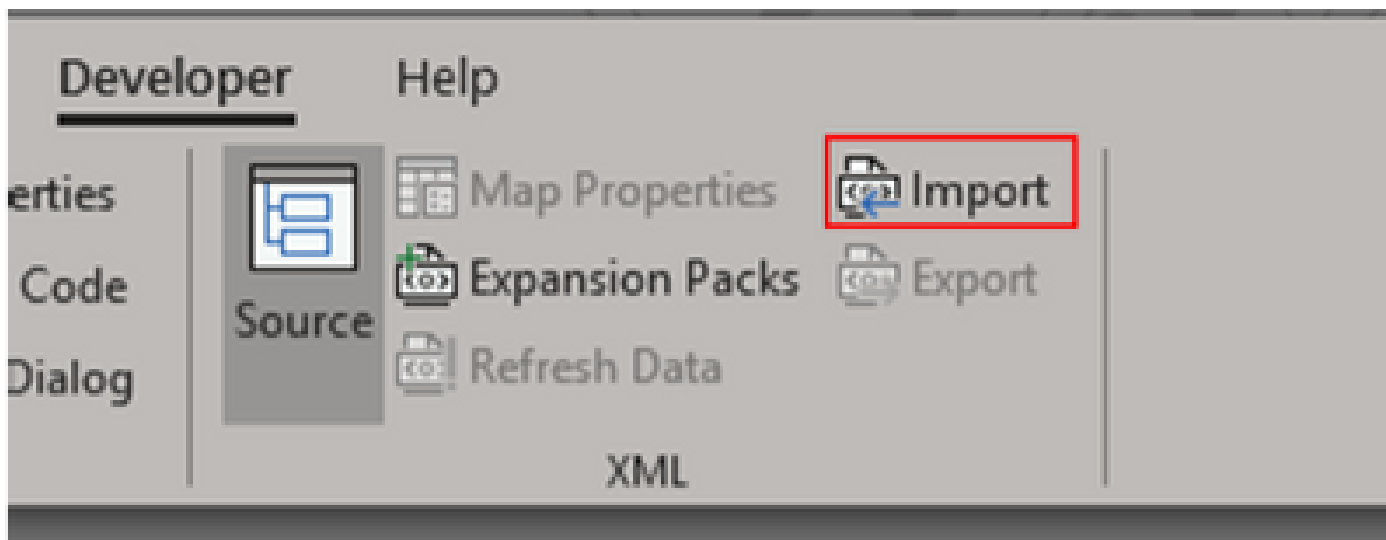 Developer Help
erties
Code
Dialog
Source
Map Properties
Expansion Packs
Refresh Data
Import
Export
XML